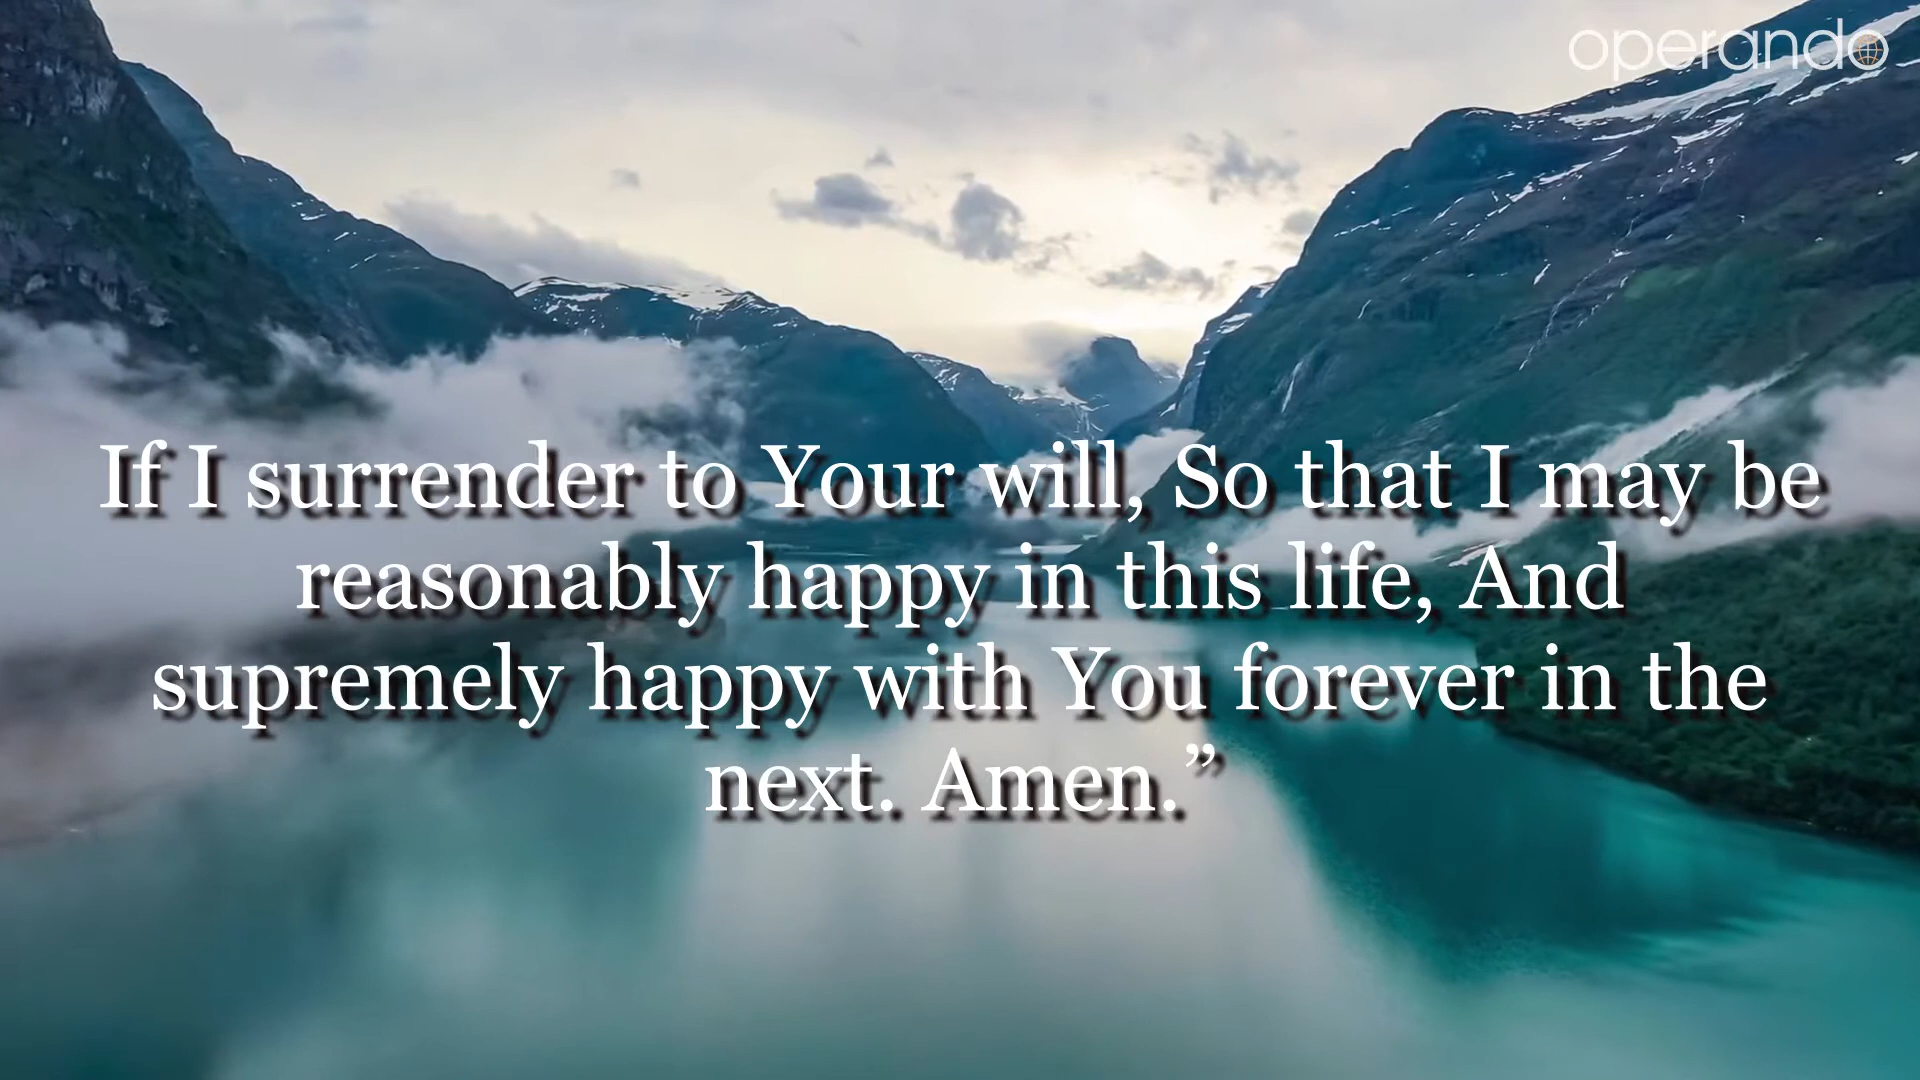 operando
If I surrender to Your will, So that I may be
reasonably happy in this life, And
supremely happy with You forever in the
next. Amen.”